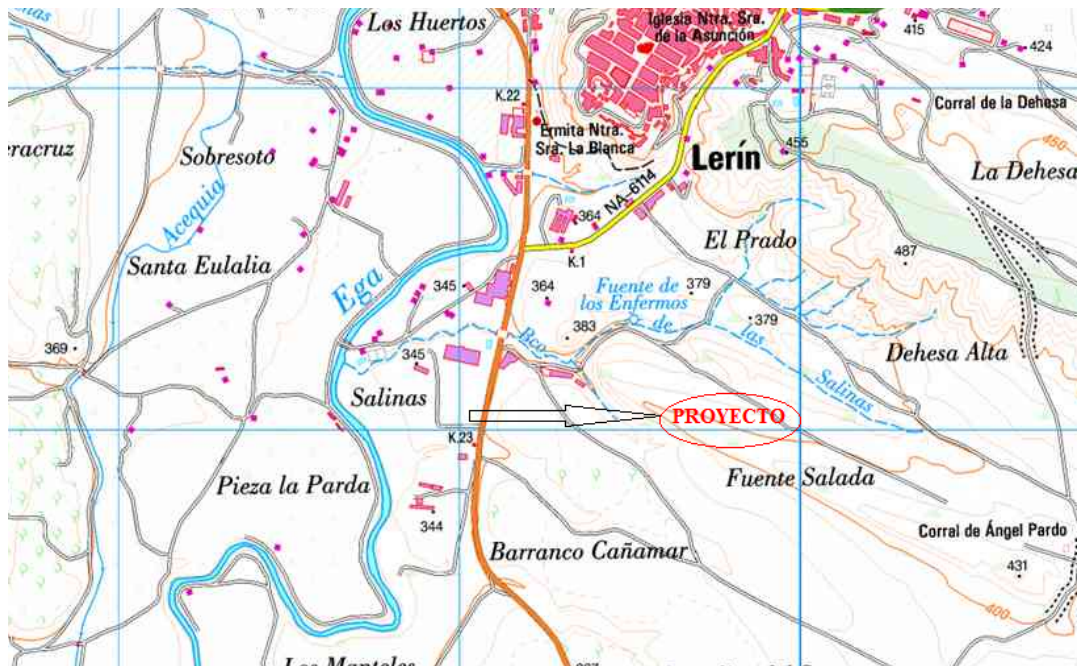 Los Huertos
Iglesia Ntra. Sra.
de la Asunción
415
424
K.22
Corral de la Dehesa
Ermita Ntra.
Sra. La Blanca
Sobresoto
Lerín
455
450
La Dehesa
Acequia
364
NA-6114
El Prado
487
Santa Eulalia
K.1
Ega
345
364
Fuente de
los Enfermos
379
379
383
Bco
de
las
Salinas
369
345
Dehesa Alta
Salinas
PROYECTO
K.23
Pieza la Parda
Fuente Salada
344
Corral de Ángel Pardo
Barranco Cañamar
431
400